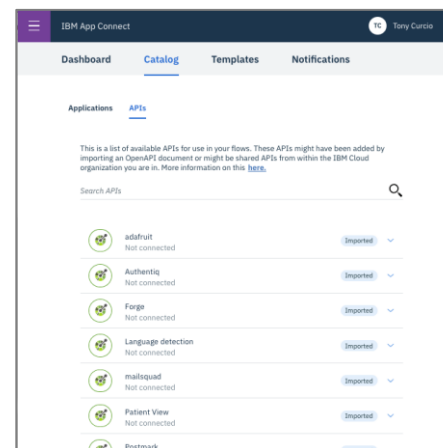 IBM App Connect
TC Tony Curcio
Dashboard Catalog Templates Notifications
Applications APIs
This is a list of available APIs for use in your flows. These APIs might have been added by
importing an OpenAPI document or might be shared APIs from within the IBM Cloud
organization you are in. More information on this here.
Search APIs
adafruit
Not connected
Imported
Authentiq
Not connected
Imported
Forge
Not connected
Imported
Language detection
Not connected
Imported
mailsquad
Not connected
Imported
Patient View
Not connected
Imported
Postmark